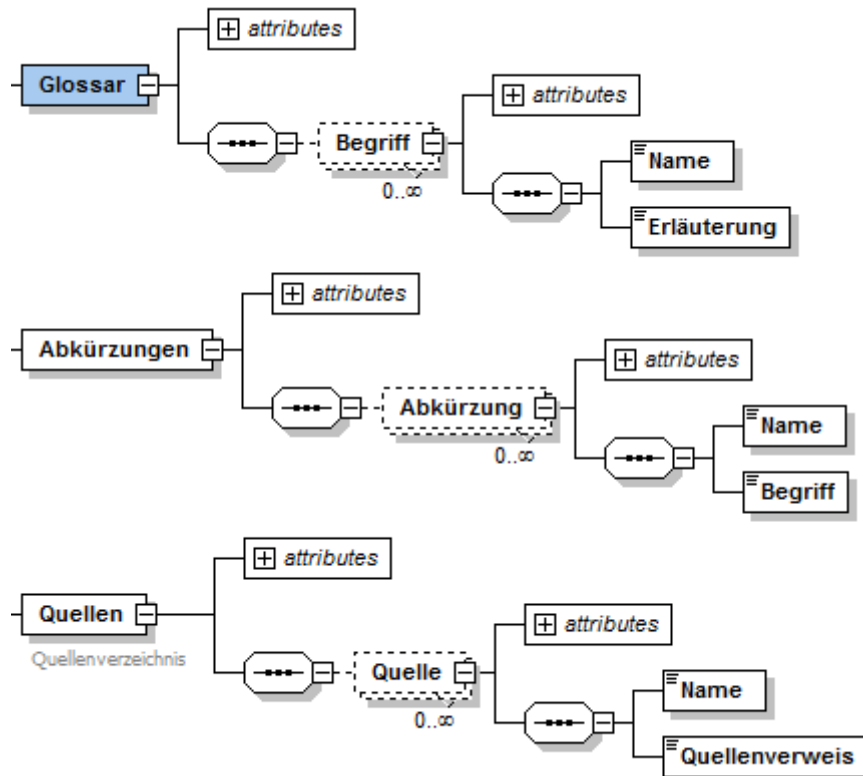 attributes
Glossar
attributes
Begriff
0..∞
Name
Erläuterung
attributes
Abkürzungen
attributes
Abkürzung
0..∞
Name
Begriff
attributes
Quellen
Quellenverzeichnis
attributes
Quelle
0..∞
Name
Quellenverweis